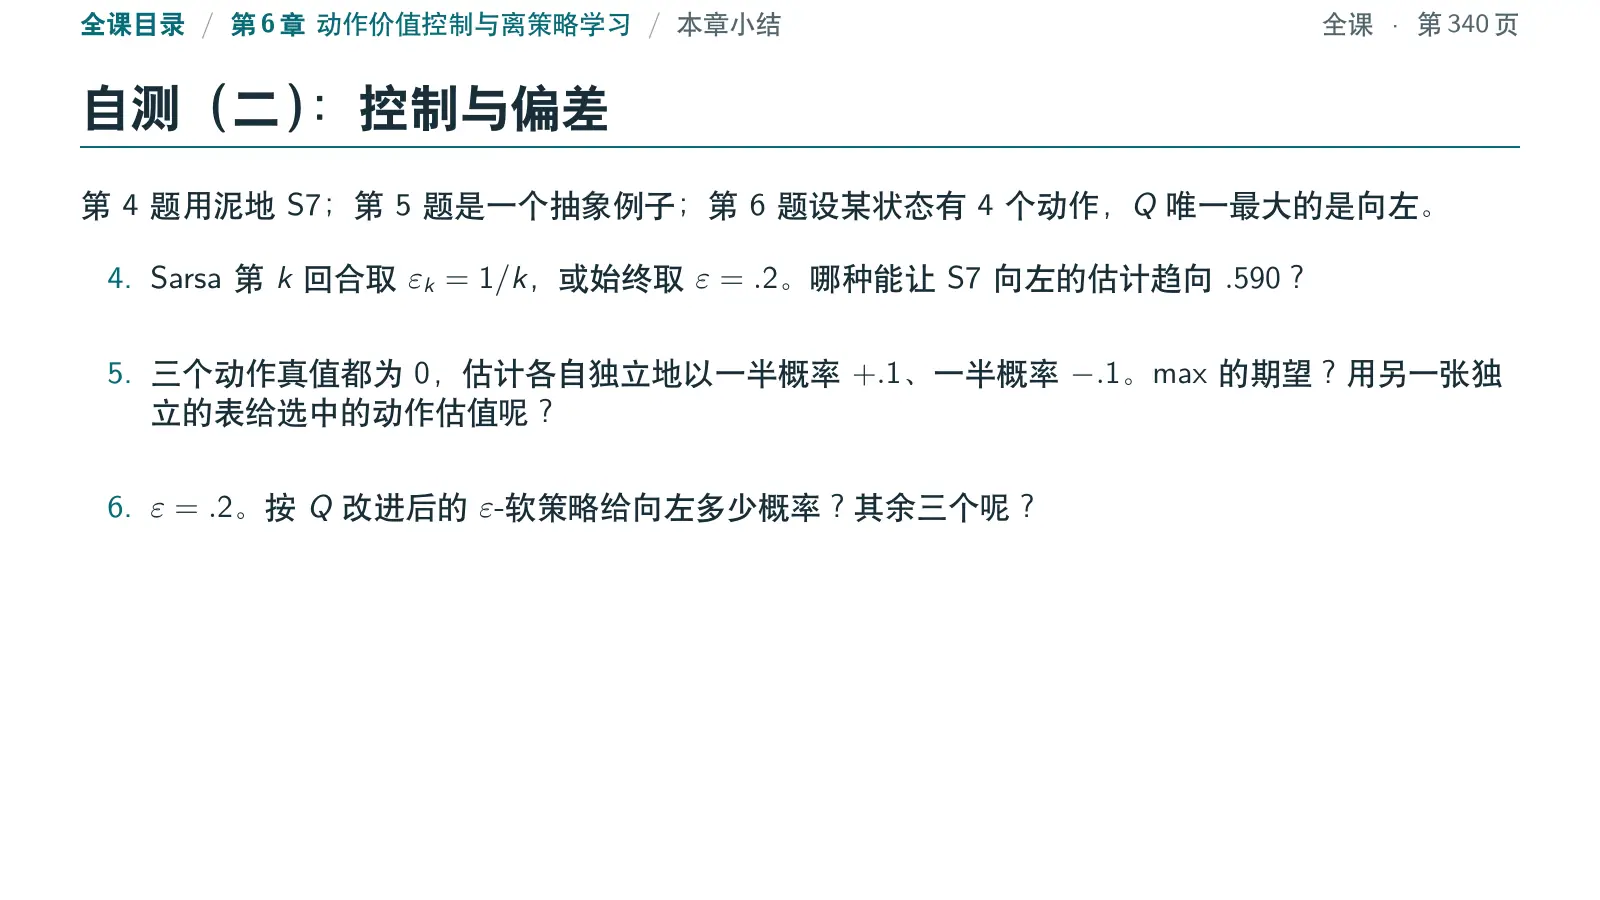 全课目录 / 第 6 章 动作价值控制与离策略学习 / 本章小结
全课 · 第 340 页
自测（二）：控制与偏差
第 4 题用泥地 S7；第 5 题是一个抽象例子；第 6 题设某状态有 4 个动作，Q 唯一最大的是向左。
4. Sarsa 第 k 回合取 εₖ = 1/k，或始终取 ε = .2。哪种能让 S7 向左的估计趋向 .590？
5. 三个动作真值都为 0，估计各自独立地以一半概率 +.1、一半概率 −.1。max 的期望？用另一张独
立的表给选中的动作估值呢？
6. ε = .2。按 Q 改进后的 ε-软策略给向左多少概率？其余三个呢？